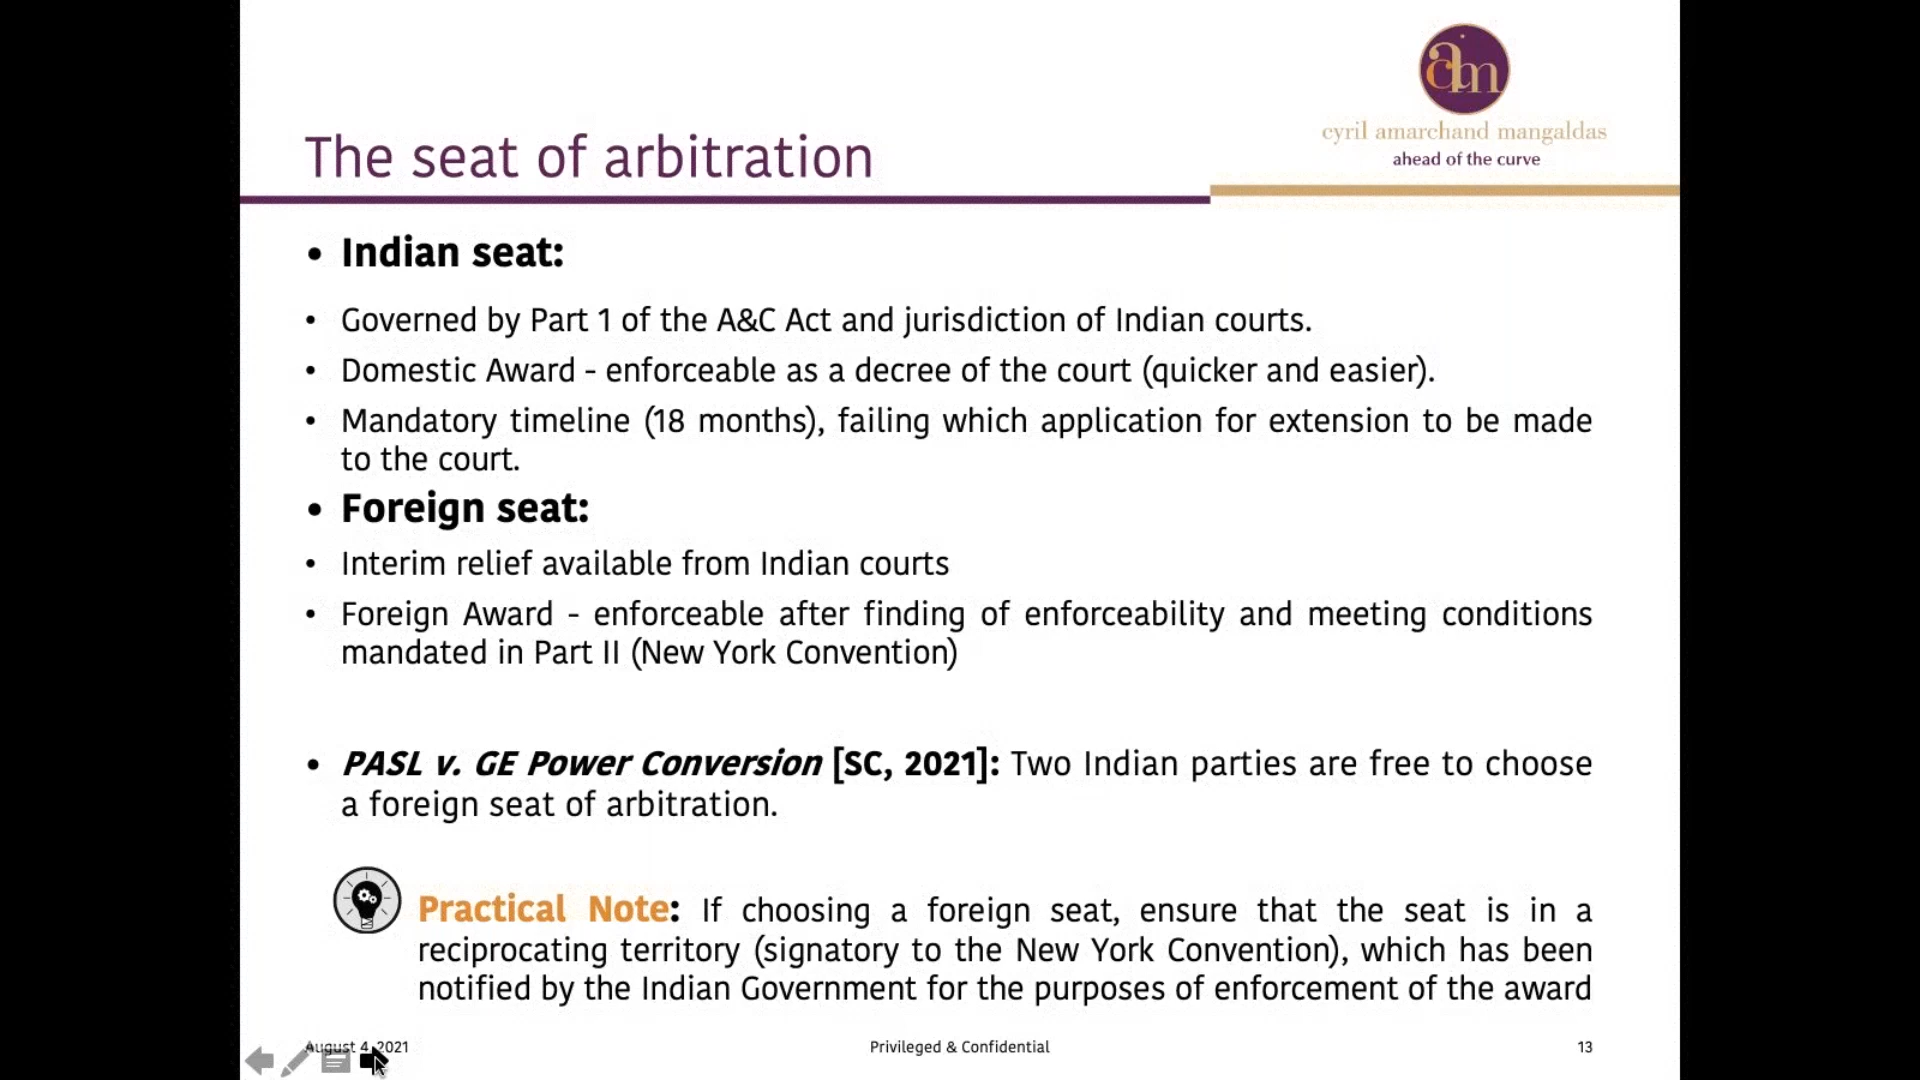 cyril amarchand mangaldas
ahead of the curve
The seat of arbitration
• Indian seat:
• Governed by Part 1 of the A&C Act and jurisdiction of Indian courts.
• Domestic Award - enforceable as a decree of the court (quicker and easier).
• Mandatory timeline (18 months), failing which application for extension to be made
to the court.
• Foreign seat:
• Interim relief available from Indian courts
• Foreign Award - enforceable after finding of enforceability and meeting conditions
mandated in Part II (New York Convention)
• PASL v. GE Power Conversion [SC, 2021]: Two Indian parties are free to choose
a foreign seat of arbitration.
Practical Note: If choosing a foreign seat, ensure that the seat is in a
reciprocating territory (signatory to the New York Convention), which has been
notified by the Indian Government for the purposes of enforcement of the award
August 4, 2021
Privileged & Confidential
13